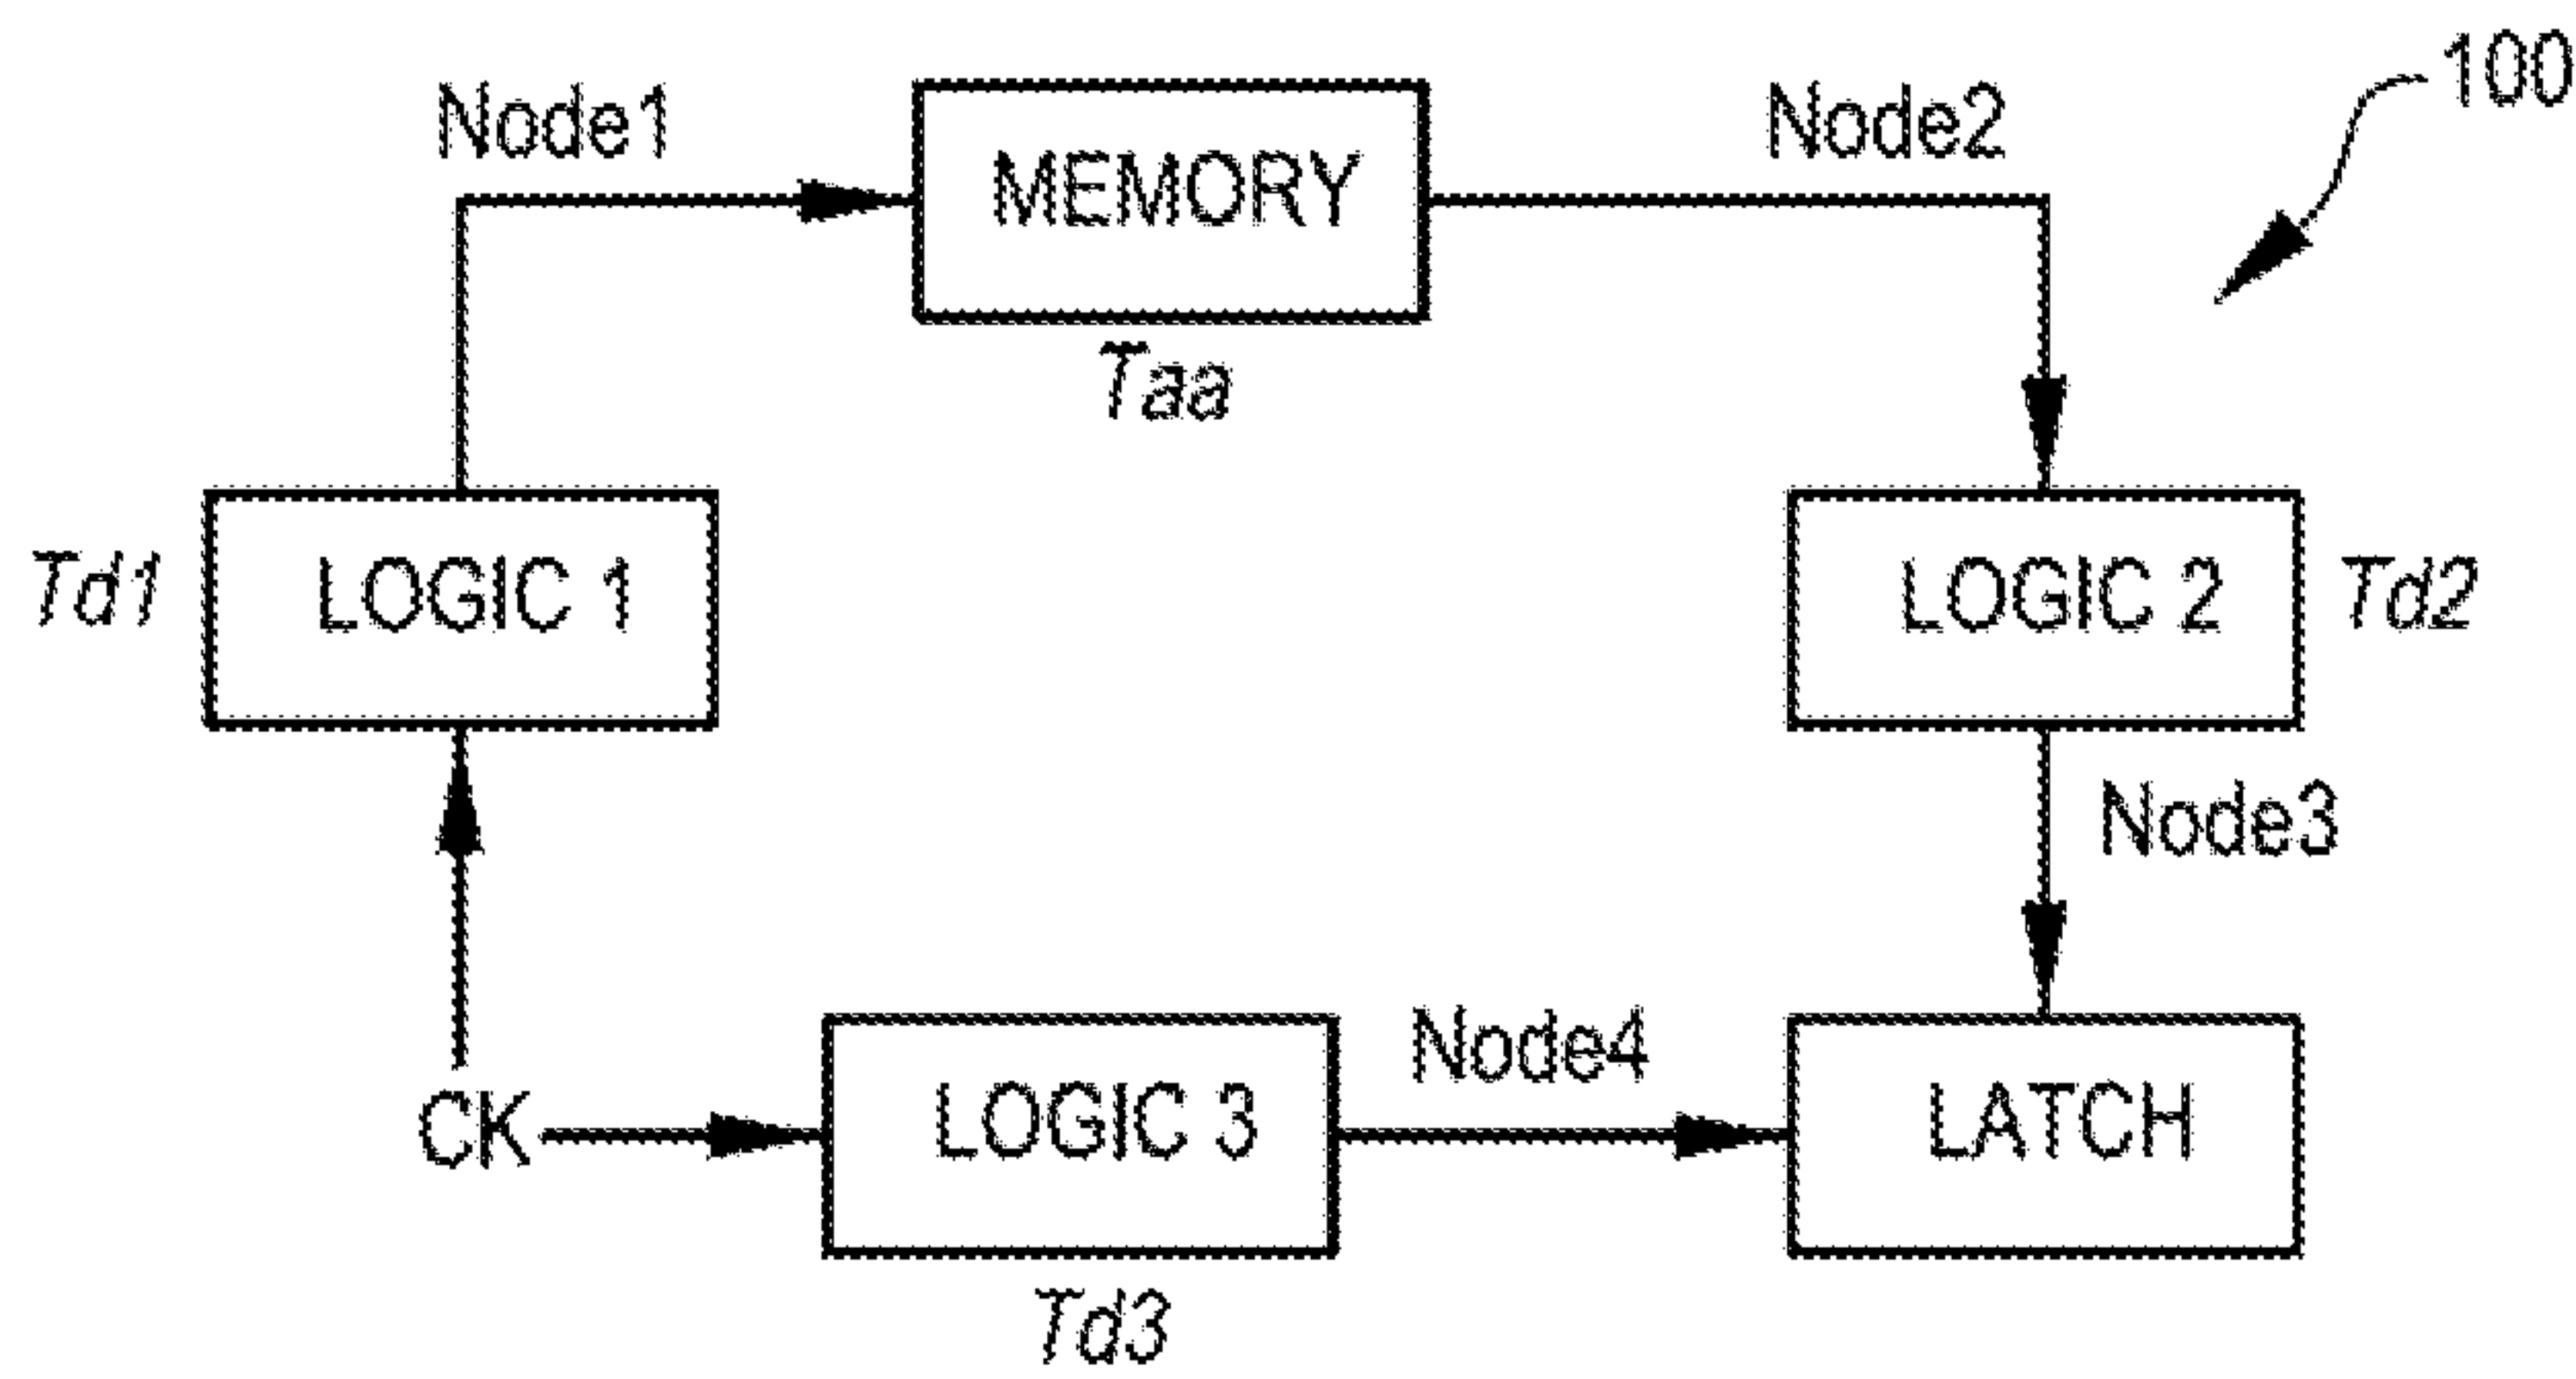 100
Node1
MEMORY
Node2
Taa
Td1
LOGIC 1
LOGIC 2
Td2
Node3
CK
LOGIC 3
Node4
LATCH
Td3